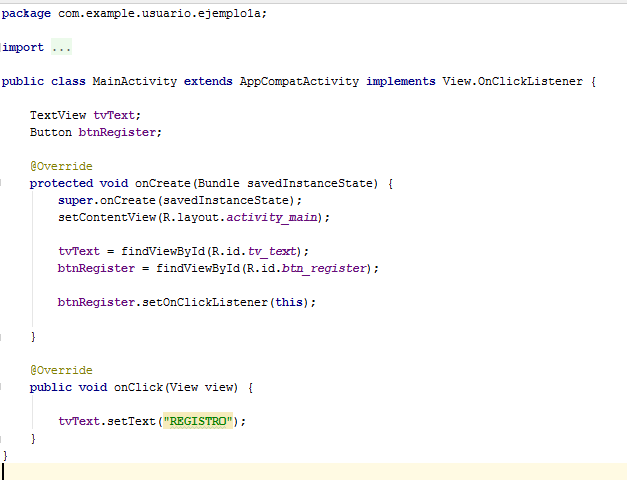 package com.example.usuario.ejemplo1a;
import ...
public class MainActivity extends AppCompatActivity implements View.OnClickListener {
TextView tvText;
Button btnRegister;
@Override
protected void onCreate(Bundle savedInstanceState) {
super.onCreate(savedInstanceState);
setContentView(R.layout.activity_main);
tvText = findViewById(R.id.tv_text);
btnRegister = findViewById(R.id.btn_register);
btnRegister.setOnClickListener(this);
}
@Override
public void onClick(View view) {
tvText.setText("REGISTRO");
}
}